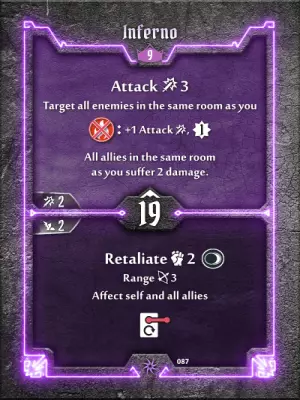 Inferno
9
Attack 3
Target all enemies in the same room as you
: +1 Attack , 1
All allies in the same room
as you suffer 2 damage.
2
19
2
Retaliate 2
Range 3
Affect self and all allies
087